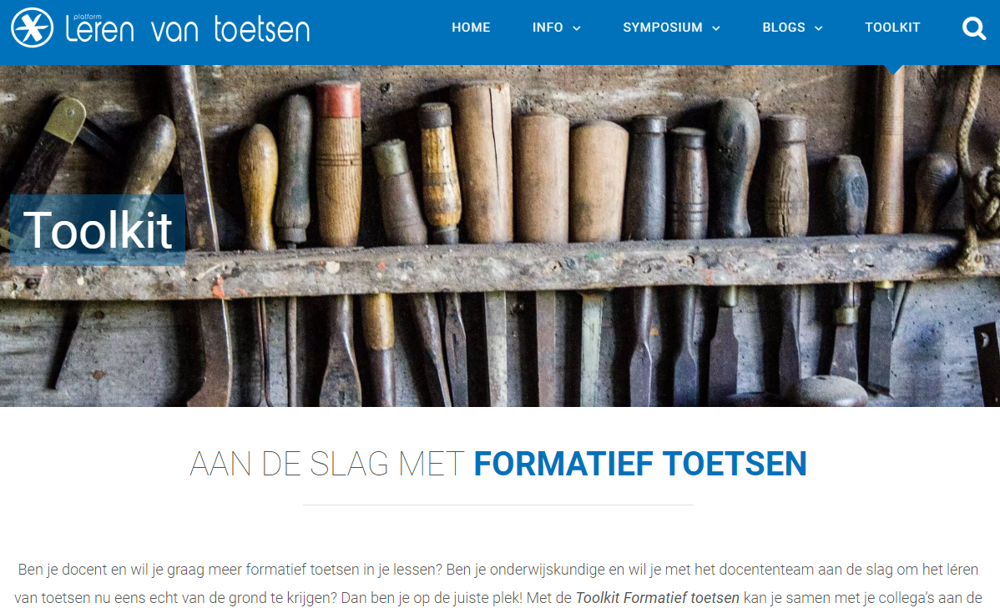 platform
Leren van toetsen
HOME INFO SYMPOSIUM BLOGS TOOLKIT
Toolkit
AAN DE SLAG MET FORMATIEF TOETSEN
Ben je docent en wil je graag meer formatief toetsen in je lessen? Ben je onderwijskundige en wil je met het docententeam aan de slag om het léren
van toetsen nu eens echt van de grond te krijgen? Dan ben je op de juiste plek! Met de Toolkit Formatief toetsen kan je samen met je collega’s aan de